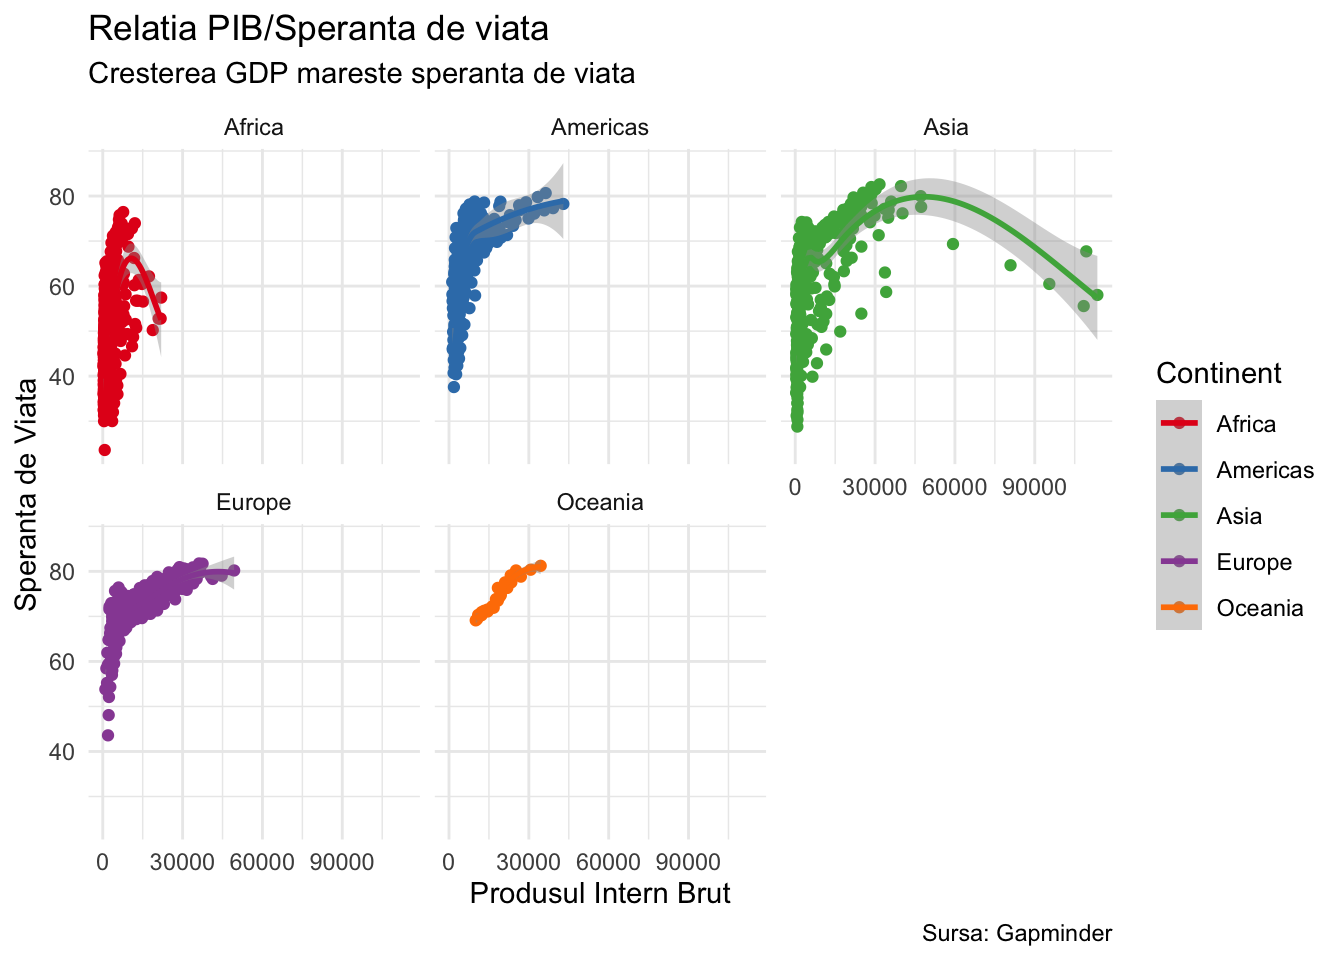 Relatia PIB/Speranta de viata
Cresterea GDP mareste speranta de viata
Africa
Americas
Asia
80
60
40
0 30000 60000 90000
Speranta de Viata
Europe
Oceania
80
60
40
0 30000 60000 90000
0 30000 60000 90000
Produsul Intern Brut
Continent
Africa
Americas
Asia
Europe
Oceania
Sursa: Gapminder